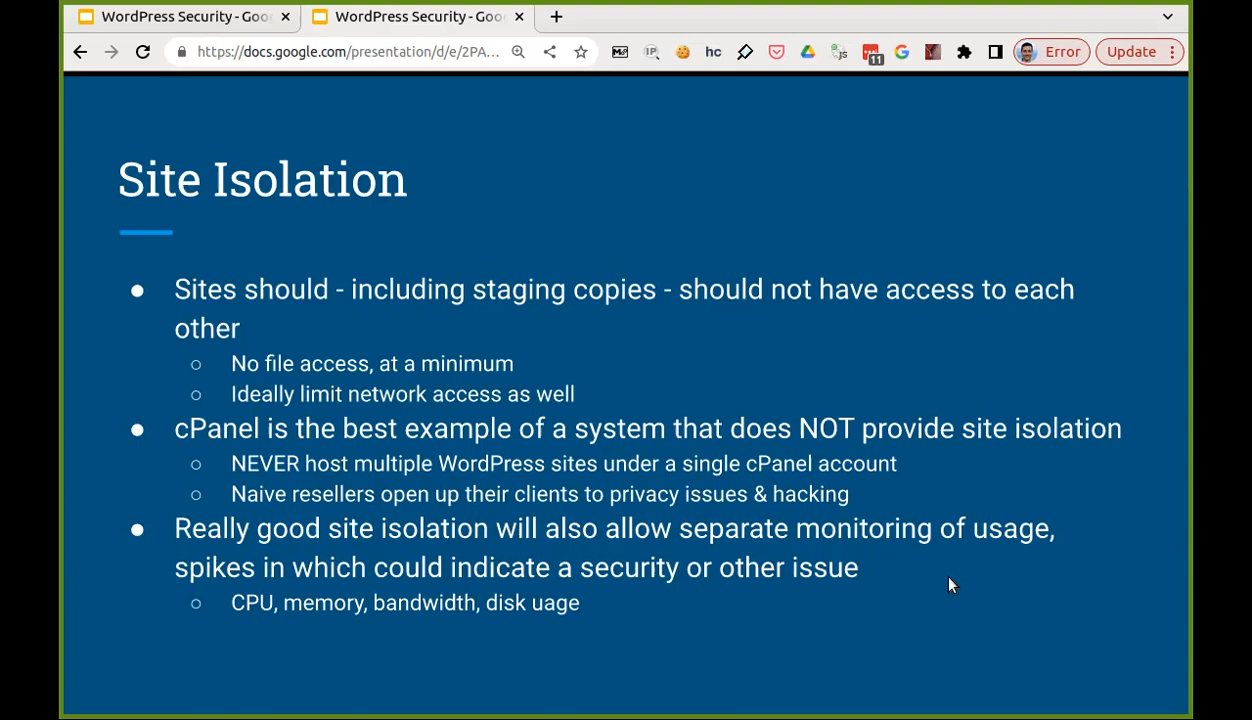 WordPress Security - Goo
WordPress Security - Goo
https://docs.google.com/presentation/d/e/2PA...
IP
hc
js
11
Error
Update
Site Isolation
● Sites should - including staging copies - should not have access to each
other
○ No file access, at a minimum
○ Ideally limit network access as well
● cPanel is the best example of a system that does NOT provide site isolation
○ NEVER host multiple WordPress sites under a single cPanel account
○ Naive resellers open up their clients to privacy issues & hacking
● Really good site isolation will also allow separate monitoring of usage,
spikes in which could indicate a security or other issue
○ CPU, memory, bandwidth, disk uage